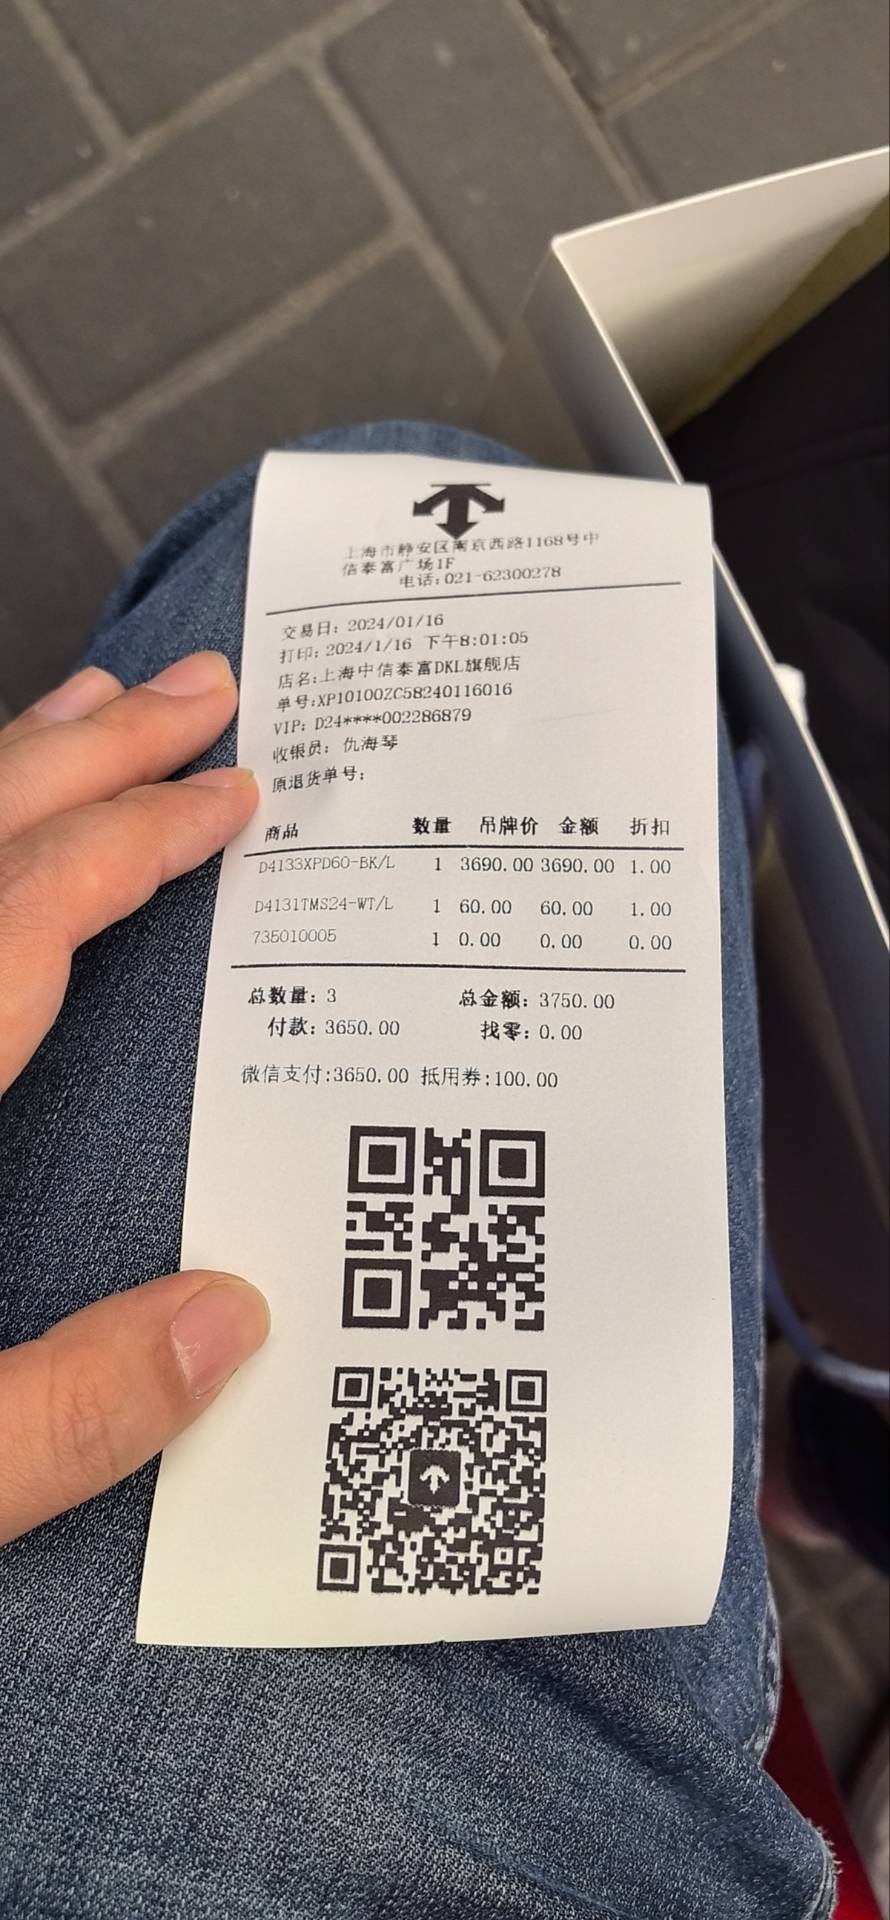 上海市静安区南京西路1168号中
信泰富广场1F
电话:021-62300278
交易日: 2024/01/16
打印: 2024/1/16 下午8:01:05
店名:上海中信泰富DKL旗舰店
单号:XP10100ZC58240116016
VIP: D24****002286879
收银员: 仇海琴
原退货单号:
商品 数量 吊牌价 金额 折扣
D4133XPD60-BK/L 1 3690.00 3690.00 1.00
D4131TMS24-WT/L 1 60.00 60.00 1.00
735010005 1 0.00 0.00 0.00
总数量: 3 总金额: 3750.00
付款: 3650.00 找零: 0.00
微信支付:3650.00 抵用券:100.00